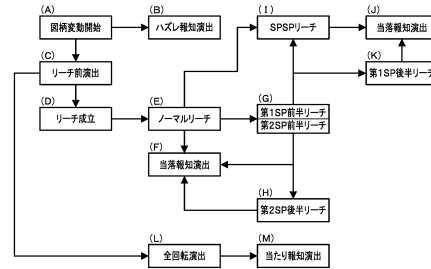 (A)
図柄変動開始
(B)
ハズレ報知演出
(I)
SPSPリーチ
(J)
当落報知演出
(C)
リーチ前演出
(K)
第1SP後半リーチ
(D)
リーチ成立
(E)
ノーマルリーチ
(G)
第1SP前半リーチ
第2SP前半リーチ
(F)
当落報知演出
(H)
第2SP後半リーチ
(L)
全回転演出
(M)
当たり報知演出